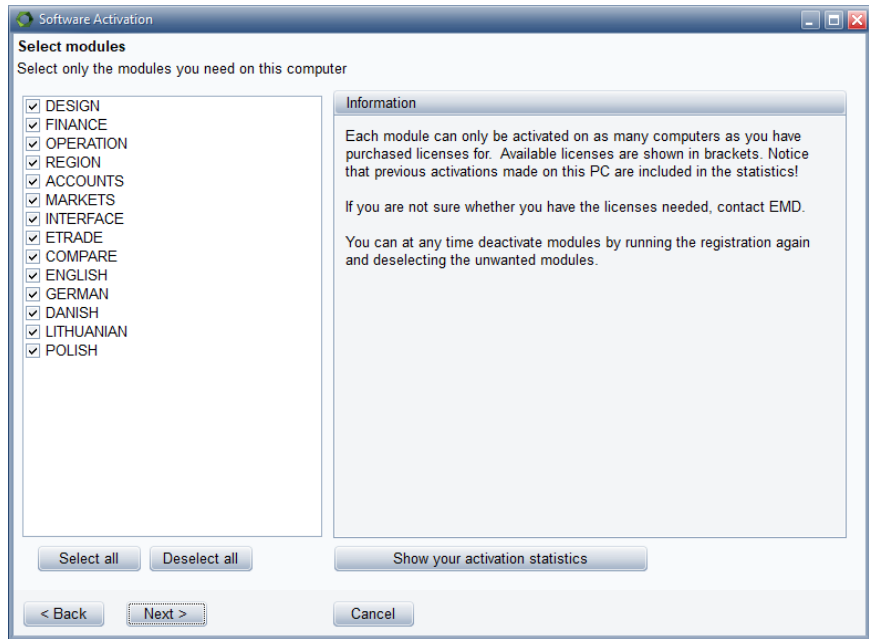 Software Activation
Select modules
Select only the modules you need on this computer
DESIGN
FINANCE
OPERATION
REGION
ACCOUNTS
MARKETS
INTERFACE
ETRADE
COMPARE
ENGLISH
GERMAN
DANISH
LITHUANIAN
POLISH
Information
Each module can only be activated on as many computers as you have
purchased licenses for.  Available licenses are shown in brackets. Notice
that previous activations made on this PC are included in the statistics!
If you are not sure whether you have the licenses needed, contact EMD.
You can at any time deactivate modules by running the registration again
and deselecting the unwanted modules.
Select all
Deselect all
Show your activation statistics
< Back
Next >
Cancel